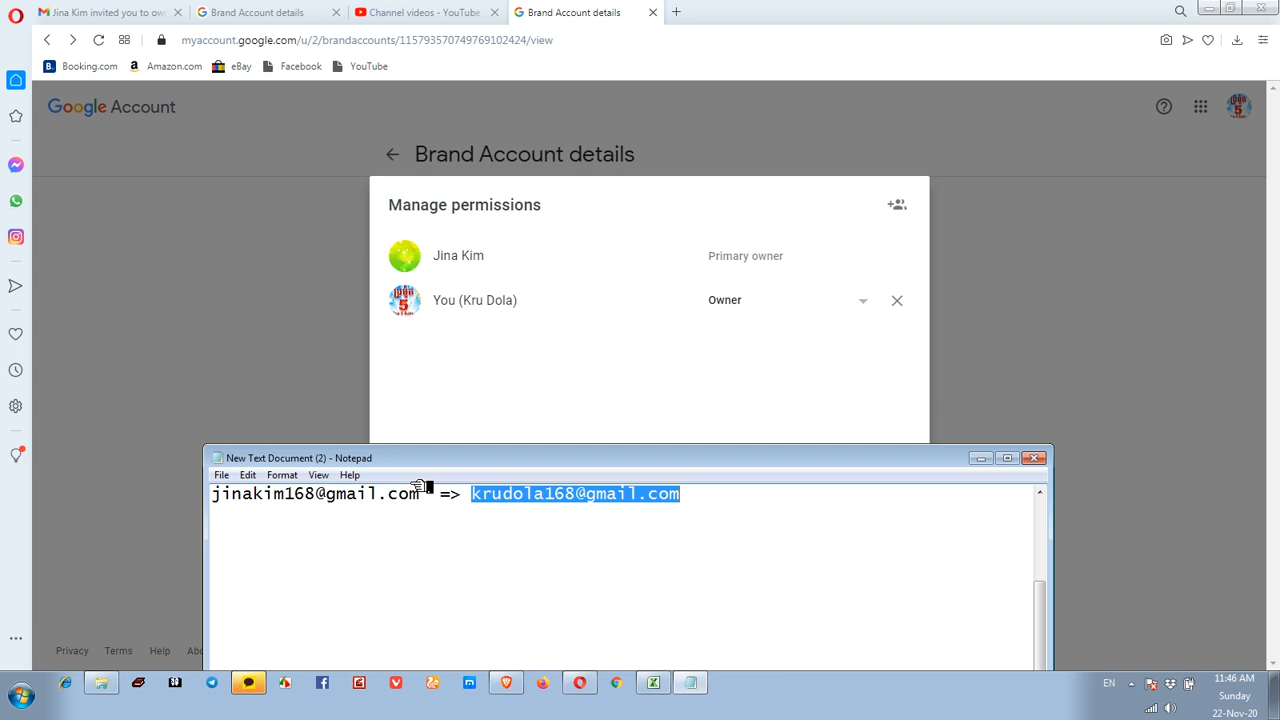 Jina Kim invited you to ow
Brand Account details
Channel videos - YouTube
Brand Account details
myaccount.google.com/u/2/brandaccounts/115793570749769102424/view
B. Booking.com
a Amazon.com
eBay
Facebook
YouTube
Google Account
5
Brand Account details
Manage permissions
Jina Kim
Primary owner
5
You (Kru Dola)
Owner
New Text Document (2) - Notepad
File Edit Format View Help
jinakim168@gmail.com => krudola168@gmail.com
Privacy Terms Help Abo
EN
11:46 AM
Sunday
22-Nov-20